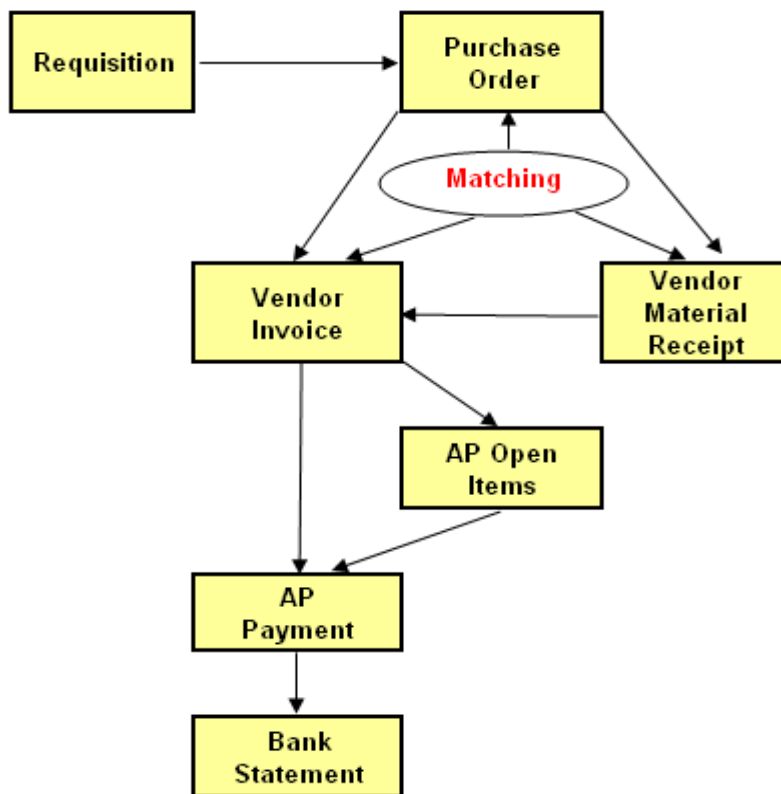 Requisition
Purchase
Order
Matching
Vendor
Invoice
Vendor
Material
Receipt
AP Open
Items
AP
Payment
Bank
Statement